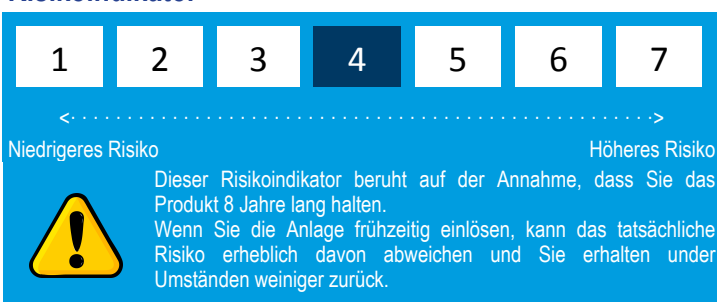 1 2 3 4 5 6 7
<· · · · · · · · · · · · · · · · · · · · · · · · · · · · · · · · · · · · · · · · · · · · · · · · · · · · ·>
Niedrigeres Risiko Höheres Risiko
Dieser Risikoindikator beruht auf der Annahme, dass Sie das
Produkt 8 Jahre lang halten.
Wenn Sie die Anlage frühzeitig einlösen, kann das tatsächliche
Risiko erheblich davon abweichen und Sie erhalten unter
Umständen weiniger zurück.
!